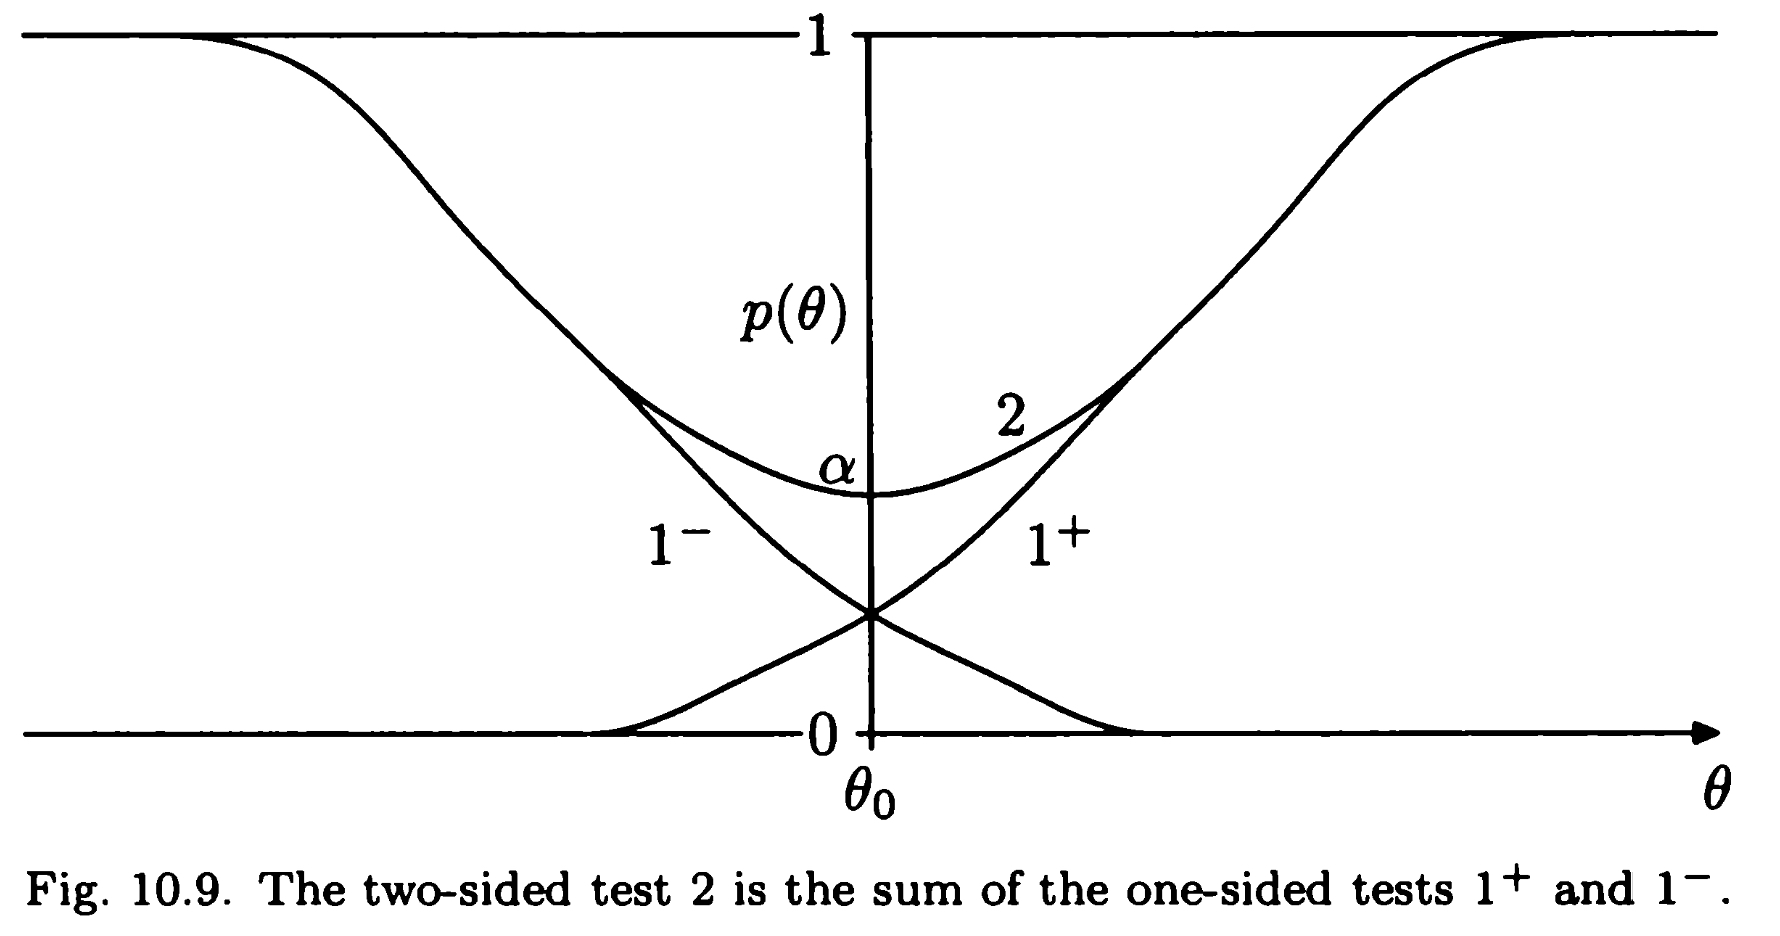 1
p(θ)
2
α
1⁻
1⁺
0
θ₀
θ
Fig. 10.9. The two-sided test 2 is the sum of the one-sided tests 1⁺ and 1⁻.